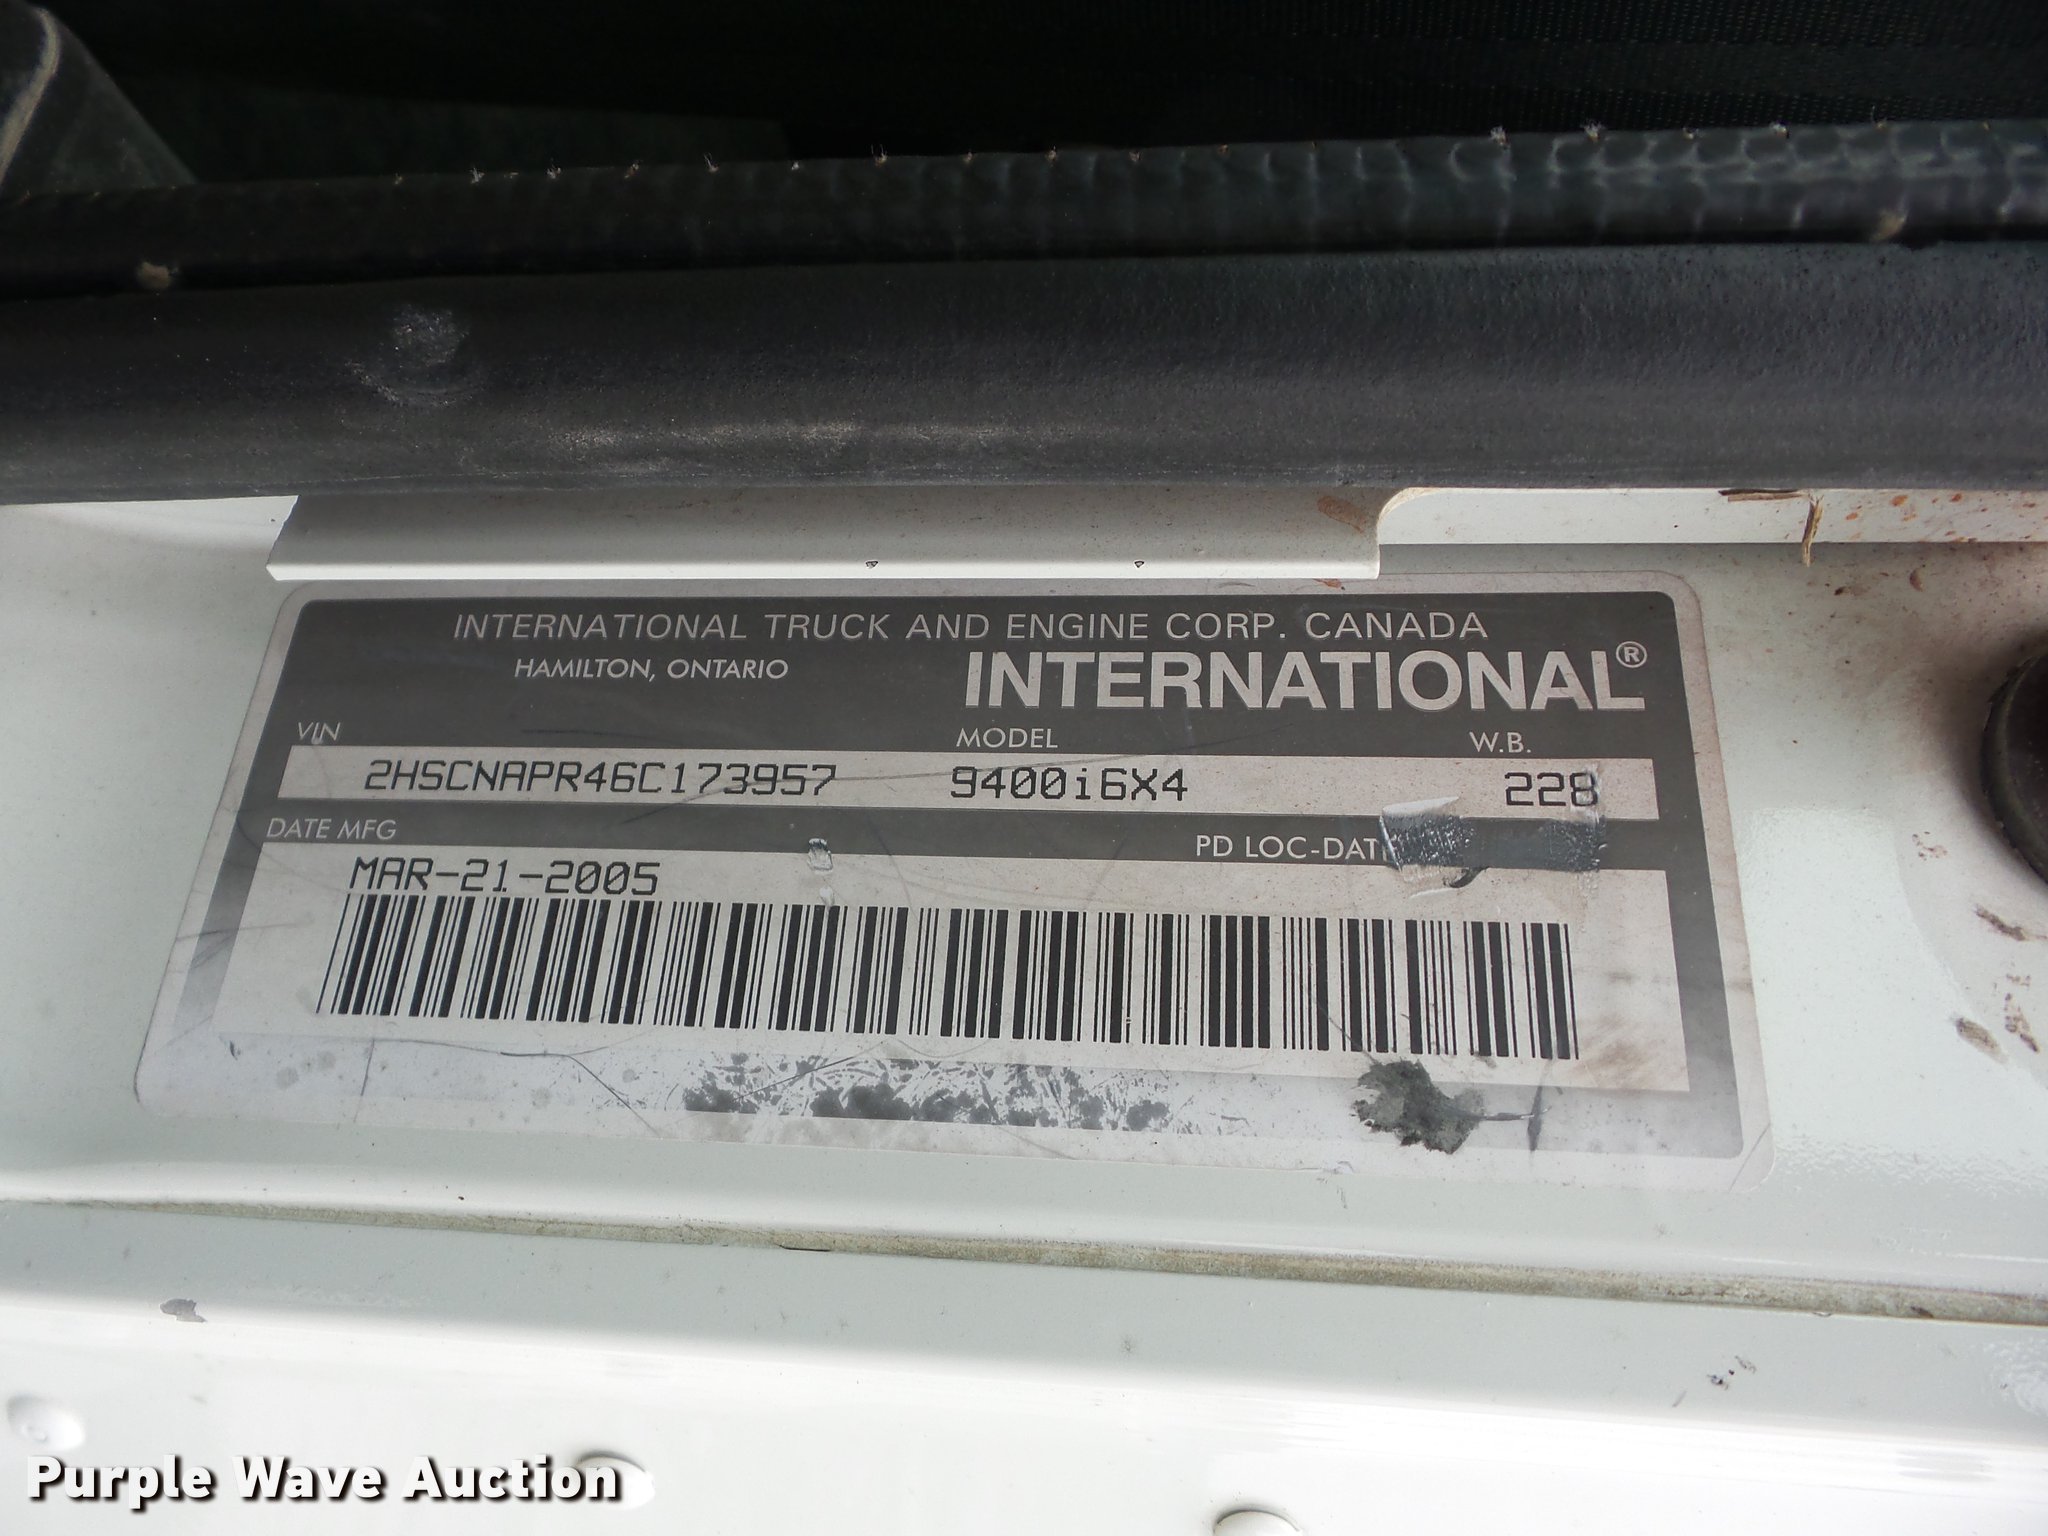 INTERNATIONAL TRUCK AND ENGINE CORP. CANADA
HAMILTON, ONTARIO
INTERNATIONAL®
VIN MODEL W.B.
2HSCNAPR46C173957 9400i6X4 228
DATE MFG PD LOC-DAT
MAR-21-2005
Purple Wave Auction